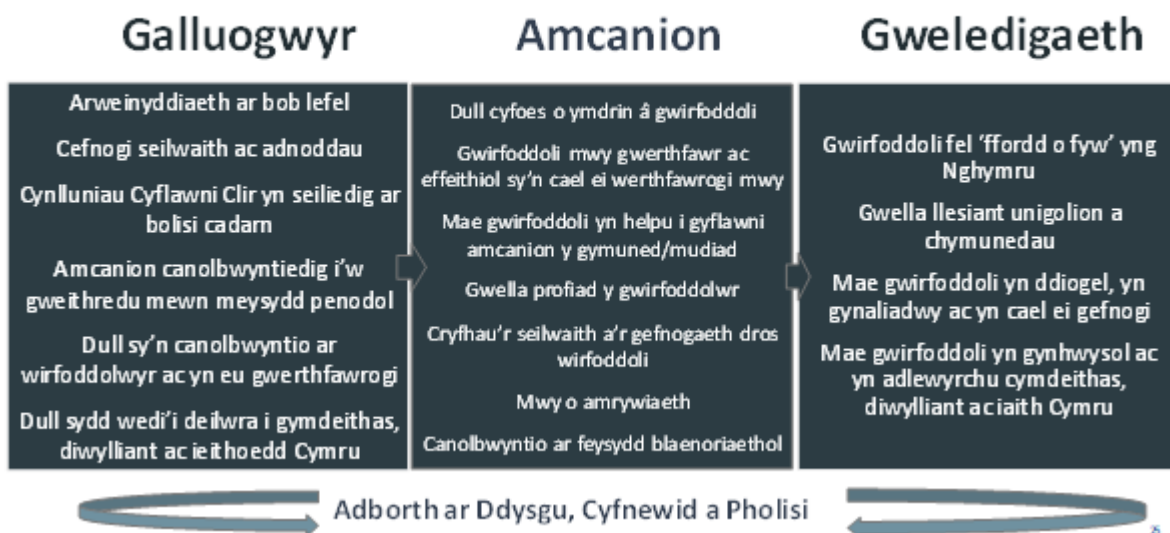 Galluogwyr
Arweinyddiaeth ar bob lefel
Cefnogi seilwaith ac adnoddau
Cynlluniau Cyflawni Clir yn seiliedig ar
bolisi cadarn
Amcanion canolbwyntiedig i'w
gweithredu mewn meysydd penodol
Dull sy'n canolbwyntio ar
wirfoddolwyr ac yn eu gwerthfawrogi
Dull sydd wedi'i deilwra i gymdeithas,
diwylliant ac ieithoedd Cymru
Amcanion
Dull cyfoes o ymdrin â gwirfoddoli
Gwirfoddoli mwy gwerthfawr ac
effeithiol sy'n cael ei werthfawrogi mwy
Mae gwirfoddoli yn helpu i gyflawni
amcanion y gymuned/mudiad
Gwella profiad y gwirfoddolwr
Cryfhau'r seilwaith a'r gefnogaeth dros
wirfoddoli
Mwy o amrywiaeth
Canolbwyntio ar feysydd blaenoriaethol
Gweledigaeth
Gwirfoddoli fel 'ffordd o fyw' yng
Nghymru
Gwella llesiant unigolion a
chymunedau
Mae gwirfoddoli yn ddiogel, yn
gynaliadwy ac yn cael ei gefnogi
Mae gwirfoddoli yn gynhwysol ac
yn adlewyrchu cymdeithas,
diwylliant ac iaith Cymru
Adborth ar Ddysgu, Cyfnewid a Pholisi
25